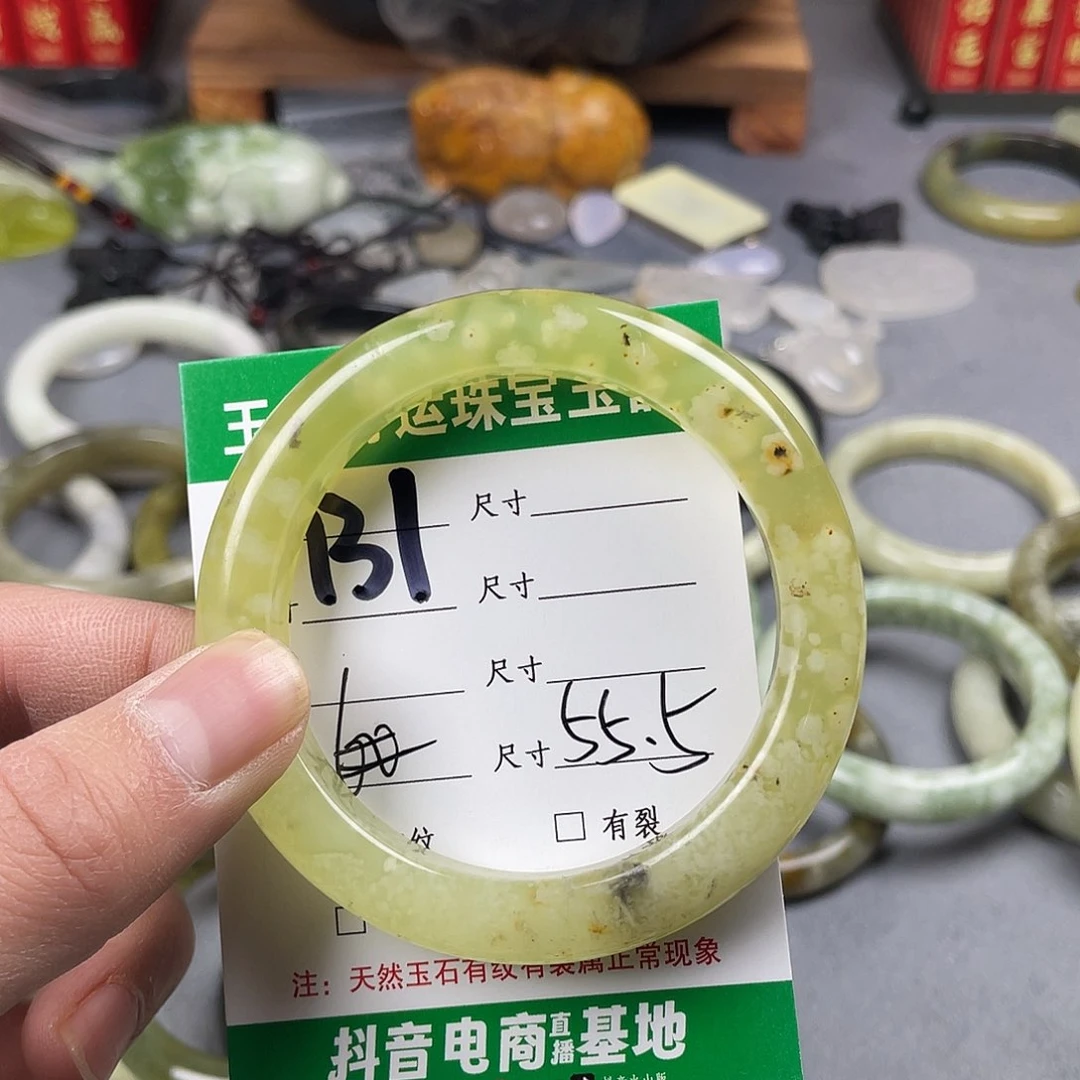 运珠宝玉
B1
尺寸
尺寸
尺寸
尺寸 55.5
纹
□ 有裂
□
注：天然玉石有纹有裂属正常现象
抖音电商直播基地